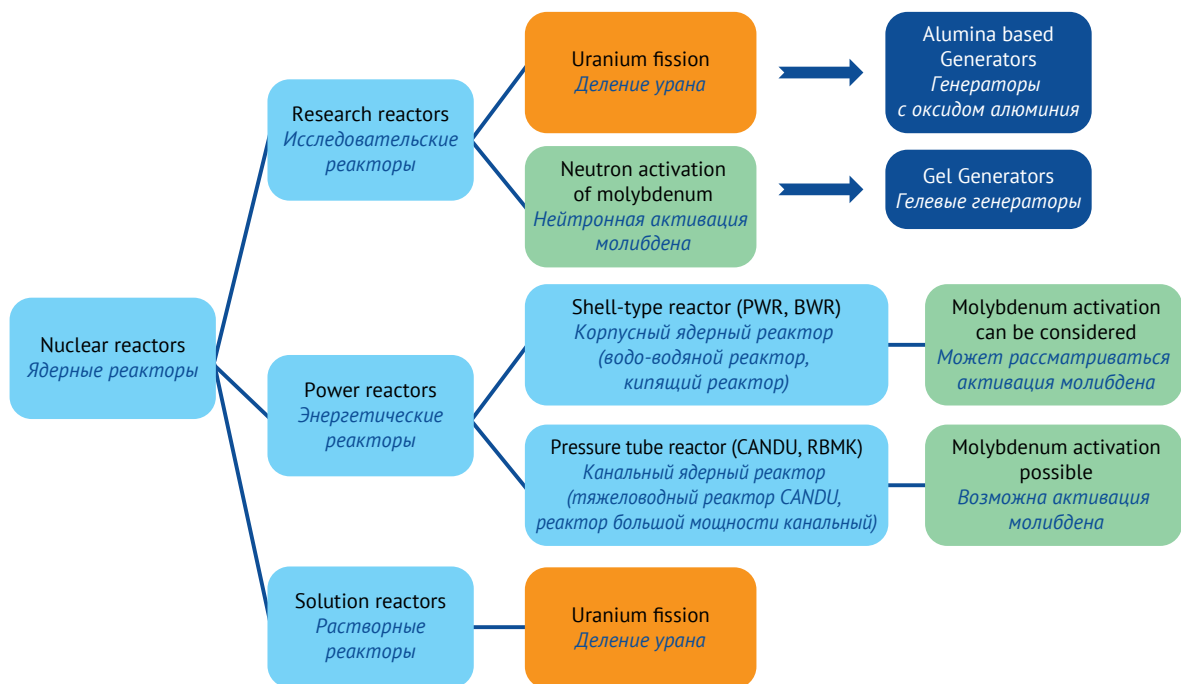 Nuclear reactors
Ядерные реакторы
Research reactors
Исследовательские
реакторы
Uranium fission
Деление урана
Alumina based
Generators
Генераторы
с оксидом алюминия
Neutron activation
of molybdenum
Нейтронная активация
молибдена
Gel Generators
Гелевые генераторы
Power reactors
Энергетические
реакторы
Shell-type reactor (PWR, BWR)
Корпусный ядерный реактор
(водо-водяной реактор,
кипящий реактор)
Molybdenum activation
can be considered
Может рассматриваться
активация молибдена
Pressure tube reactor (CANDU, RBMK)
Канальный ядерный реактор
(тяжеловодный реактор CANDU,
реактор большой мощности канальный)
Molybdenum activation
possible
Возможна активация
молибдена
Solution reactors
Растворные
реакторы
Uranium fission
Деление урана